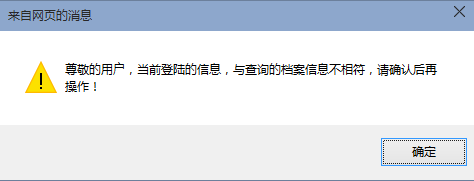 来自网页的消息
尊敬的用户，当前登陆的信息，与查询的档案信息不相符，请确认后再
操作！
确定